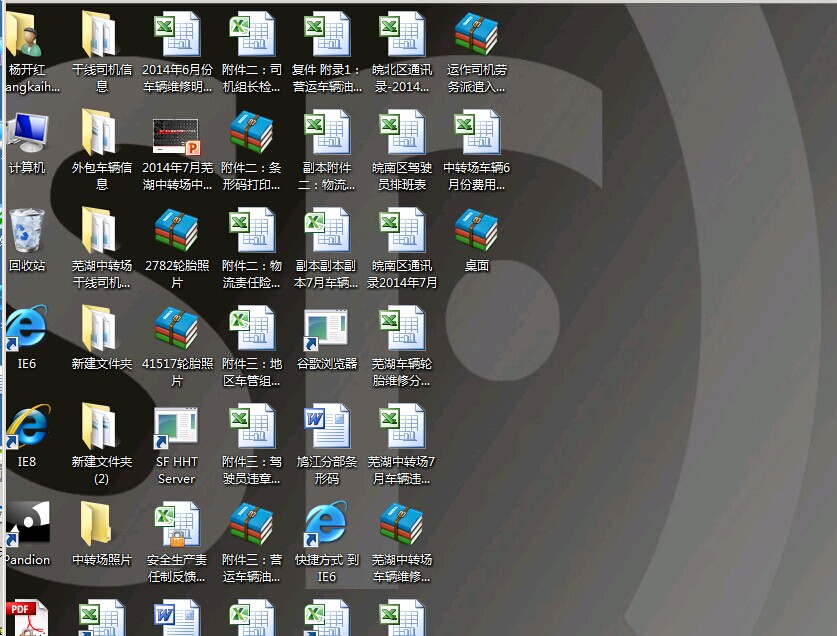 杨开红
angkaih...
计算机
回收站
IE6
IE8
Pandion
PDF
干线司机信
息
外包车辆信
息
芜湖中转场
干线司机...
新建文件夹
新建文件夹
(2)
中转场照片
2014年6月份
车辆维修明...
2014年7月芜
湖中转场中...
2782轮胎照
片
41517轮胎照
片
SF HHT
Server
安全生产责
任制反馈...
附件二：司
机组长检...
附件二：条
形码打印...
附件二：物
流责任险...
附件三：地
区车管组...
附件三：驾
驶员违章...
附件三：营
运车辆油...
复件 附录1：
营运车辆油...
副本附件
二：物流...
副本副本副
本7月车辆...
谷歌浏览器
鸠江分部条
形码
快捷方式 到
IE6
皖北区通讯
录-2014...
皖南区驾驶
员排班表
皖南区通讯
录2014年7月
芜湖车辆轮
胎维修分...
芜湖中转场7
月车辆违...
芜湖中转场
车辆维修...
运作司机劳
务派追入...
中转场车辆6
月份费用...
桌面